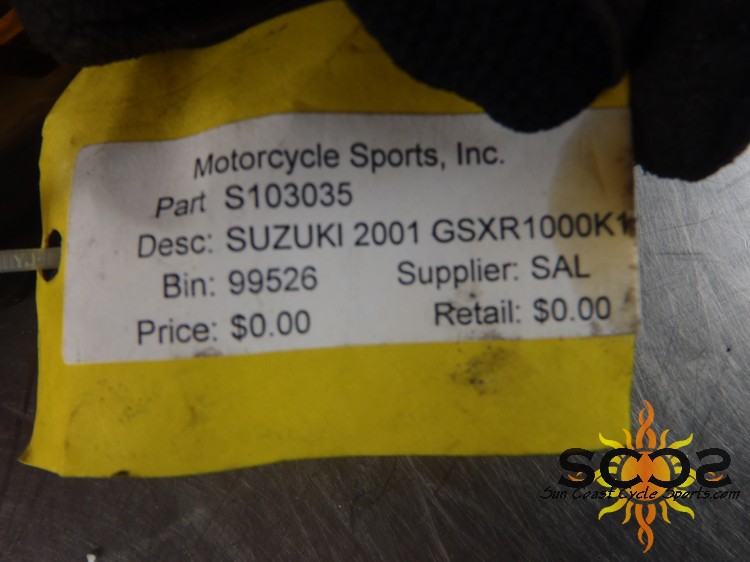 Motorcycle Sports, Inc.
Part S103035
Desc: SUZUKI 2001 GSXR1000K1
Bin: 99526 Supplier: SAL
Price: $0.00 Retail: $0.00
SCCS
Sun Coast Cycle Sports.com